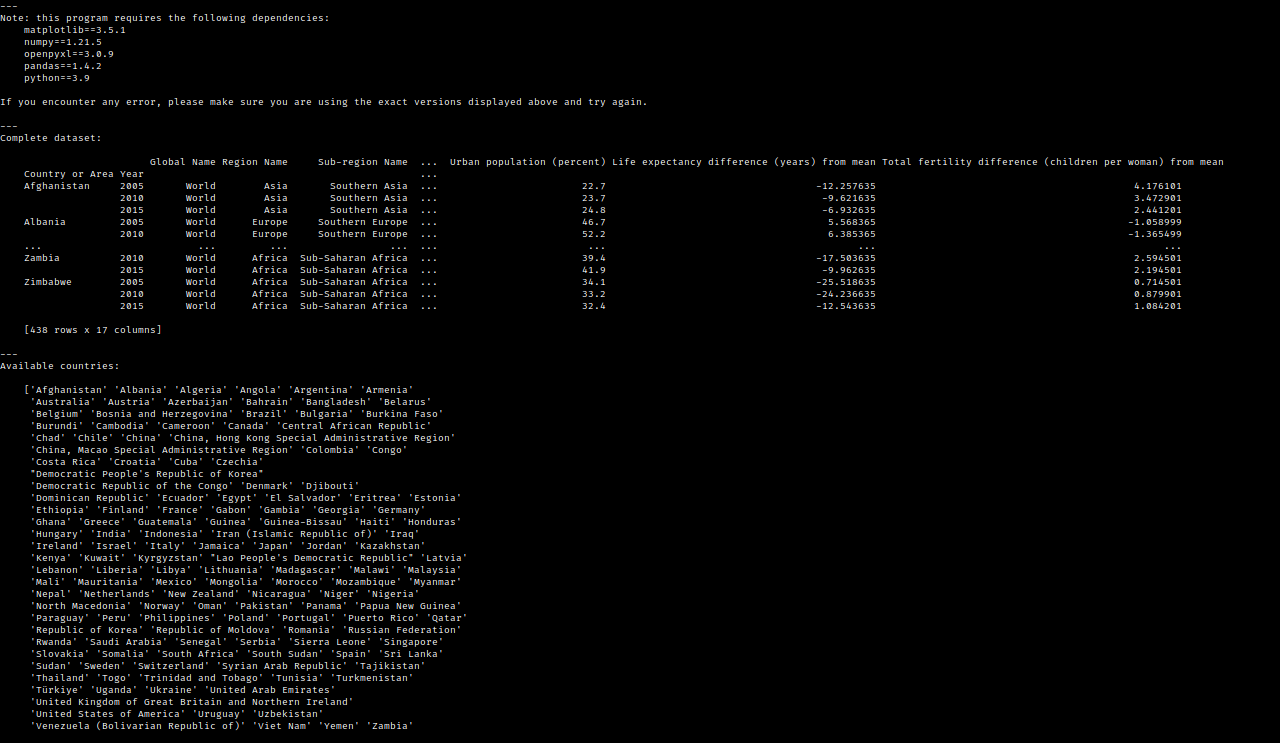 ---
Note: this program requires the following dependencies:
matplotlib==3.5.1
numpy==1.21.5
openpyxl==3.0.9
pandas==1.4.2
python==3.9
If you encounter any error, please make sure you are using the exact versions displayed above and try again.
---
Complete dataset:
Global Name Region Name Sub-region Name ... Urban population (percent) Life expectancy difference (years) from mean Total fertility difference (children per woman) from mean
Country or Area Year ...
Afghanistan 2005 World Asia Southern Asia ... 22.7 -12.257635 4.176101
2010 World Asia Southern Asia ... 23.7 -9.621635 3.472901
2015 World Asia Southern Asia ... 24.8 -6.932635 2.441201
Albania 2005 World Europe Southern Europe ... 46.7 5.568365 -1.058999
2010 World Europe Southern Europe ... 52.2 6.385365 -1.365499
... ... ... ... ... ... ... ...
Zambia 2010 World Africa Sub-Saharan Africa ... 39.4 -17.503635 2.594501
2015 World Africa Sub-Saharan Africa ... 41.9 -9.962635 2.194501
Zimbabwe 2005 World Africa Sub-Saharan Africa ... 34.1 -25.518635 0.714501
2010 World Africa Sub-Saharan Africa ... 33.2 -24.236635 0.879901
2015 World Africa Sub-Saharan Africa ... 32.4 -12.543635 1.084201
[438 rows x 17 columns]
---
Available countries:
['Afghanistan' 'Albania' 'Algeria' 'Angola' 'Argentina' 'Armenia'
'Australia' 'Austria' 'Azerbaijan' 'Bahrain' 'Bangladesh' 'Belarus'
'Belgium' 'Bosnia and Herzegovina' 'Brazil' 'Bulgaria' 'Burkina Faso'
'Burundi' 'Cambodia' 'Cameroon' 'Canada' 'Central African Republic'
'Chad' 'Chile' 'China' 'China, Hong Kong Special Administrative Region'
'China, Macao Special Administrative Region' 'Colombia' 'Congo'
'Costa Rica' 'Croatia' 'Cuba' 'Czechia'
"Democratic People's Republic of Korea"
'Democratic Republic of the Congo' 'Denmark' 'Djibouti'
'Dominican Republic' 'Ecuador' 'Egypt' 'El Salvador' 'Eritrea' 'Estonia'
'Ethiopia' 'Finland' 'France' 'Gabon' 'Gambia' 'Georgia' 'Germany'
'Ghana' 'Greece' 'Guatemala' 'Guinea' 'Guinea-Bissau' 'Haiti' 'Honduras'
'Hungary' 'India' 'Indonesia' 'Iran (Islamic Republic of)' 'Iraq'
'Ireland' 'Israel' 'Italy' 'Jamaica' 'Japan' 'Jordan' 'Kazakhstan'
'Kenya' 'Kuwait' 'Kyrgyzstan' "Lao People's Democratic Republic" 'Latvia'
'Lebanon' 'Liberia' 'Libya' 'Lithuania' 'Madagascar' 'Malawi' 'Malaysia'
'Mali' 'Mauritania' 'Mexico' 'Mongolia' 'Morocco' 'Mozambique' 'Myanmar'
'Nepal' 'Netherlands' 'New Zealand' 'Nicaragua' 'Niger' 'Nigeria'
'North Macedonia' 'Norway' 'Oman' 'Pakistan' 'Panama' 'Papua New Guinea'
'Paraguay' 'Peru' 'Philippines' 'Poland' 'Portugal' 'Puerto Rico' 'Qatar'
'Republic of Korea' 'Republic of Moldova' 'Romania' 'Russian Federation'
'Rwanda' 'Saudi Arabia' 'Senegal' 'Serbia' 'Sierra Leone' 'Singapore'
'Slovakia' 'Somalia' 'South Africa' 'South Sudan' 'Spain' 'Sri Lanka'
'Sudan' 'Sweden' 'Switzerland' 'Syrian Arab Republic' 'Tajikistan'
'Thailand' 'Togo' 'Trinidad and Tobago' 'Tunisia' 'Turkmenistan'
'Türkiye' 'Uganda' 'Ukraine' 'United Arab Emirates'
'United Kingdom of Great Britain and Northern Ireland'
'United States of America' 'Uruguay' 'Uzbekistan'
'Venezuela (Bolivarian Republic of)' 'Viet Nam' 'Yemen' 'Zambia'